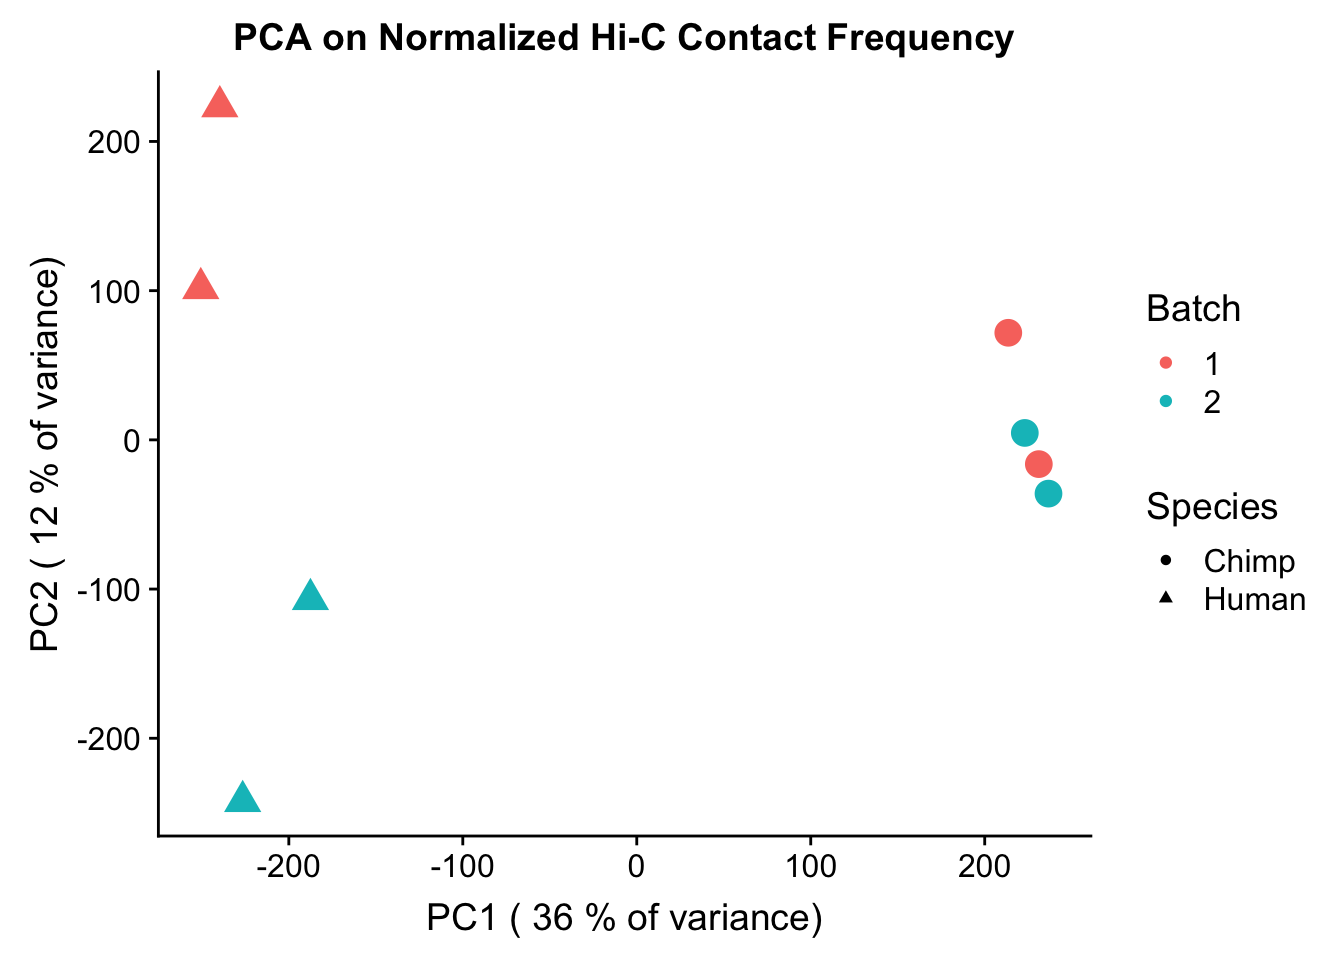 PCA on Normalized Hi-C Contact Frequency
PC2 ( 12 % of variance)
200
100
0
-100
-200
-200
-100
0
100
200
PC1 ( 36 % of variance)
Batch
1
2
Species
Chimp
Human